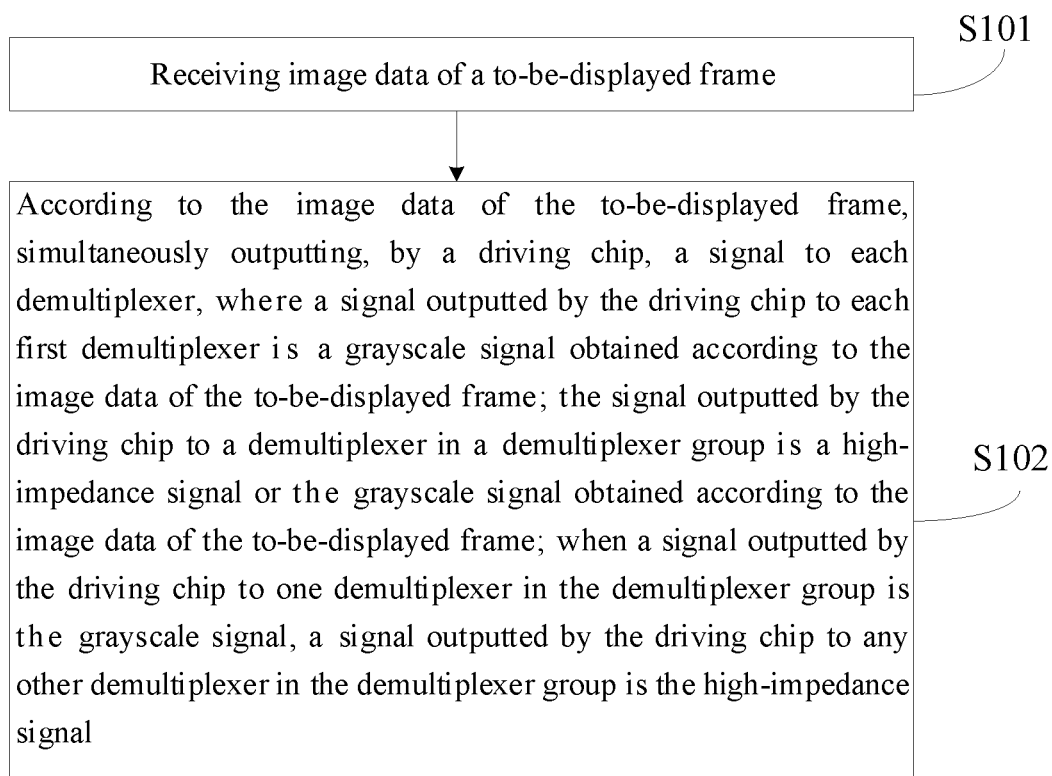 S101
Receiving image data of a to-be-displayed frame
According to the image data of the to-be-displayed frame,
simultaneously outputting, by a driving chip, a signal to each
demultiplexer, where a signal outputted by the driving chip to each
first demultiplexer is a grayscale signal obtained according to the
image data of the to-be-displayed frame; the signal outputted by the
driving chip to a demultiplexer in a demultiplexer group is a high-
impedance signal or the grayscale signal obtained according to the
image data of the to-be-displayed frame; when a signal outputted by
the driving chip to one demultiplexer in the demultiplexer group is
the grayscale signal, a signal outputted by the driving chip to any
other demultiplexer in the demultiplexer group is the high-impedance
signal
S102